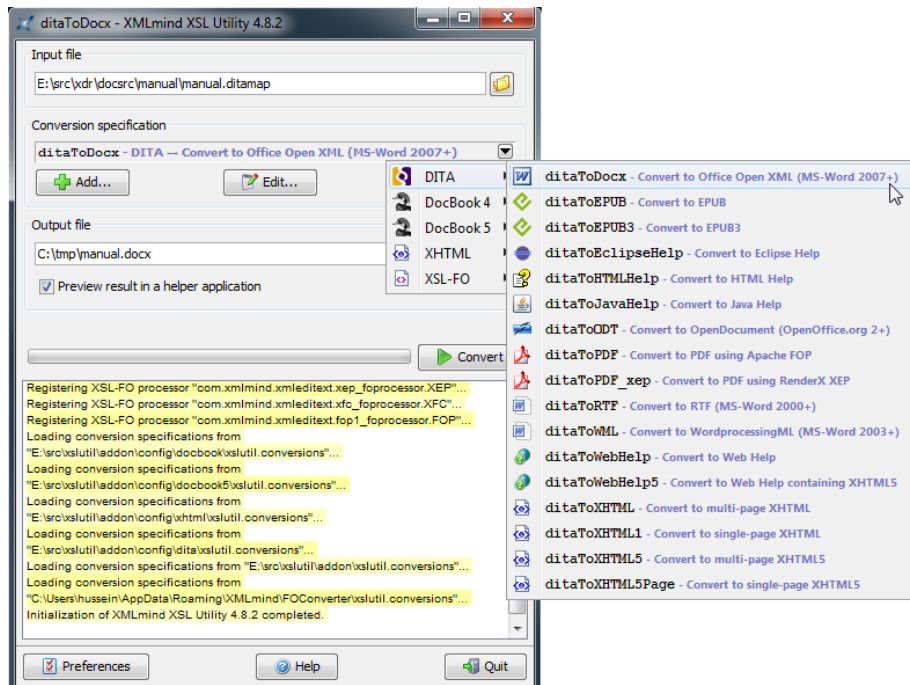 ditaToDocx - XMLmind XSL Utility 4.8.2
Input file
E:\src\xdr\docsrc\manual\manual.ditamap
Conversion specification
ditaToDocx - DITA — Convert to Office Open XML (MS-Word 2007+)
Add...
Edit...
Output file
C:\tmp\manual.docx
Preview result in a helper application
Convert
DITA
DocBook 4
DocBook 5
XHTML
XSL-FO
ditaToDocx - Convert to Office Open XML (MS-Word 2007+)
ditaToEPUB - Convert to EPUB
ditaToEPUB3 - Convert to EPUB3
ditaToEclipseHelp - Convert to Eclipse Help
ditaToHTMLHelp - Convert to HTML Help
ditaToJavaHelp - Convert to Java Help
ditaToODT - Convert to OpenDocument (OpenOffice.org 2+)
ditaToPDF - Convert to PDF using Apache FOP
ditaToPDF_xep - Convert to PDF using RenderX XEP
ditaToRTF - Convert to RTF (MS-Word 2000+)
ditaToWML - Convert to WordprocessingML (MS-Word 2003+)
ditaToWebHelp - Convert to Web Help
ditaToWebHelp5 - Convert to Web Help containing XHTML5
ditaToXHTML - Convert to multi-page XHTML
ditaToXHTML1 - Convert to single-page XHTML
ditaToXHTML5 - Convert to multi-page XHTML5
ditaToXHTML5Page - Convert to single-page XHTML5
Registering XSL-FO processor "com.xmlmind.xmleditext.xep_foprocessor.XEP"...
Registering XSL-FO processor "com.xmlmind.xmleditext.xfc_foprocessor.XFC"...
Registering XSL-FO processor "com.xmlmind.xmleditext.fop1_foprocessor.FOP"...
Loading conversion specifications from
"E:\src\xslutil\addon\config\docbook\xslutil.conversions"...
Loading conversion specifications from
"E:\src\xslutil\addon\config\docbook5\xslutil.conversions"...
Loading conversion specifications from
"E:\src\xslutil\addon\config\xhtml\xslutil.conversions"...
Loading conversion specifications from
"E:\src\xslutil\addon\config\dita\xslutil.conversions"...
Loading conversion specifications from "E:\src\xslutil\addon\xslutil.conversions"...
Loading conversion specifications from
"C:\Users\hussein\AppData\Roaming\XMLmind\FOConverter\xslutil.conversions"...
Initialization of XMLmind XSL Utility 4.8.2 completed.
Preferences
Help
Quit